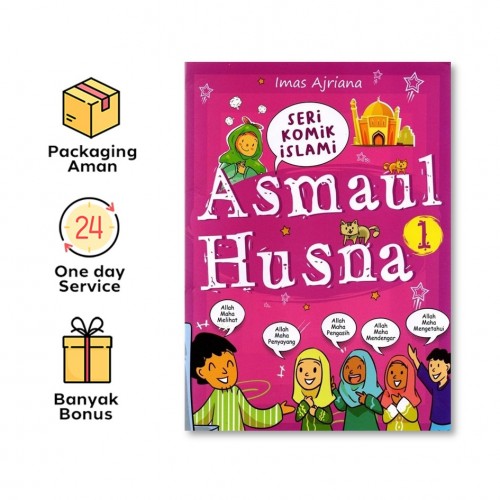 Packaging
Aman
24
One day
Service
Banyak
Bonus
Imas Ajriana
SERi
KOMiK
iSLAMi
Asmaul
Husna
1
Allah
Maha
Melihat
Allah
Maha
Penyayang
Allah
Maha
Pengasih
Allah
Maha
Mendengar
Allah
Maha
Mengetahui